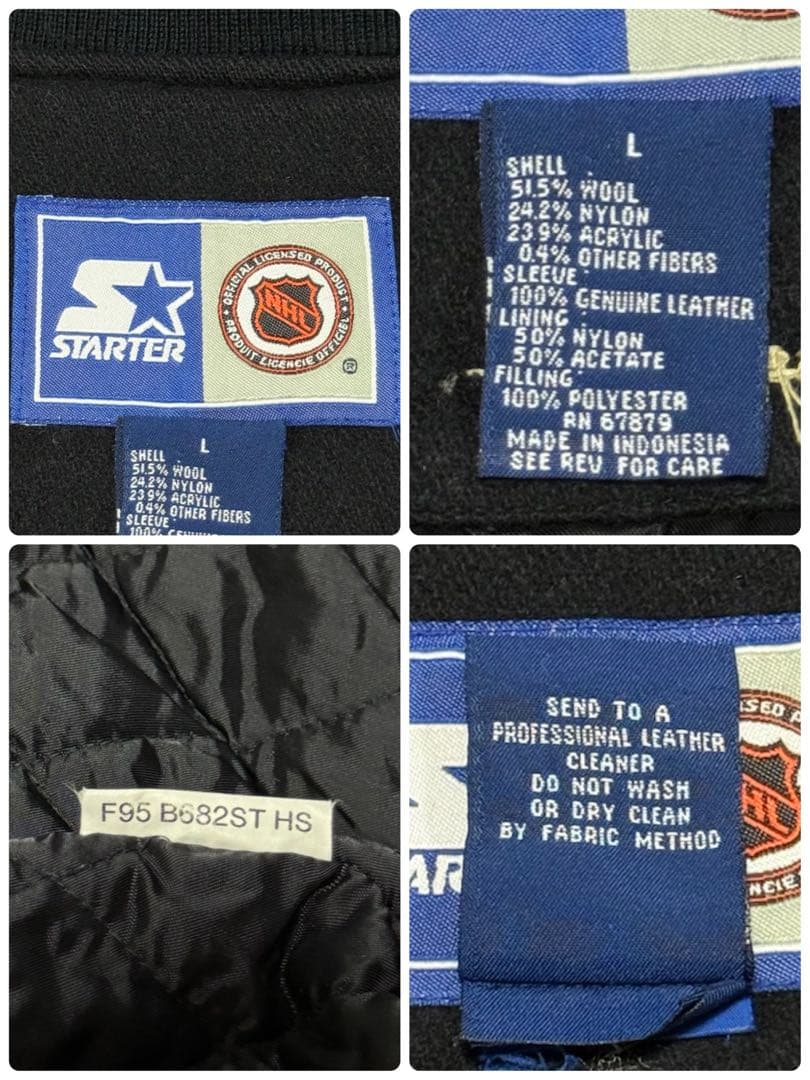 STARTER
OFFICIAL LICENSED PRODUCT
NHL
PRODUIT LICENCIE OFFICIEL
®
L
SHELL
51.5% WOOL
24.2% NYLON
23.9% ACRYLIC
0.4% OTHER FIBERS
SLEEVE
L
SHELL
51.5% WOOL
24.2% NYLON
23.9% ACRYLIC
0.4% OTHER FIBERS
SLEEVE
100% GENUINE LEATHER
LINING
50% NYLON
50% ACETATE
FILLING
100% POLYESTER
RN 67879
MADE IN INDONESIA
SEE REV. FOR CARE
F95 B682ST HS
SEND TO A
PROFESSIONAL LEATHER
CLEANER
DO NOT WASH
OR DRY CLEAN
BY FABRIC METHOD